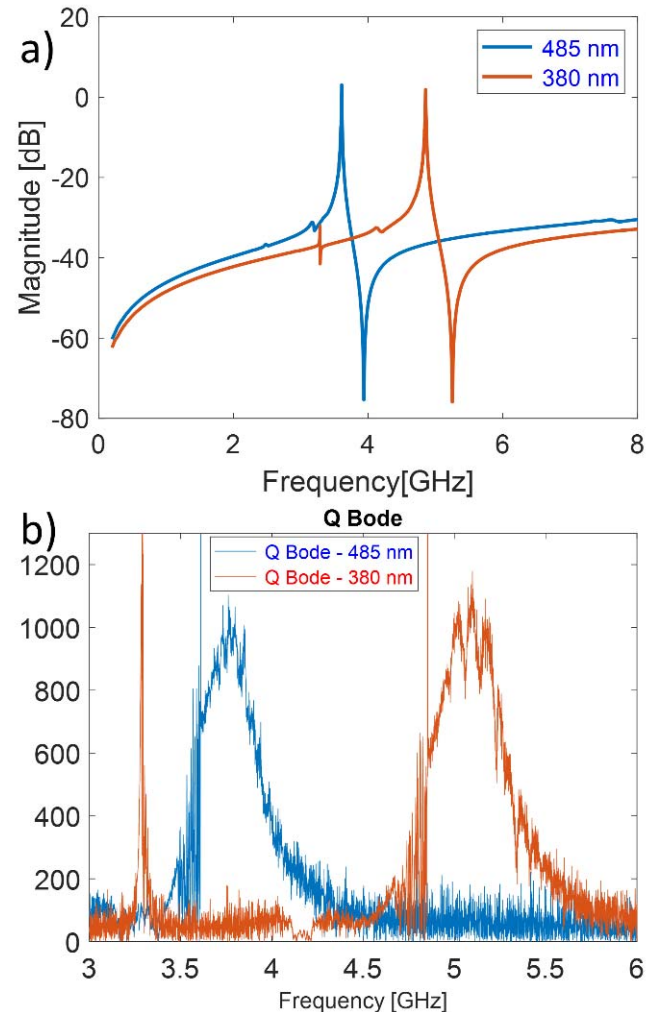 a)
20
0
-20
-40
-60
-80
Magnitude [dB]
485 nm
380 nm
0 2 4 6 8
Frequency[GHz]
b)
Q Bode
Q Bode - 485 nm
Q Bode - 380 nm
1200
1000
800
600
400
200
0
3 3.5 4 4.5 5 5.5 6
Frequency [GHz]